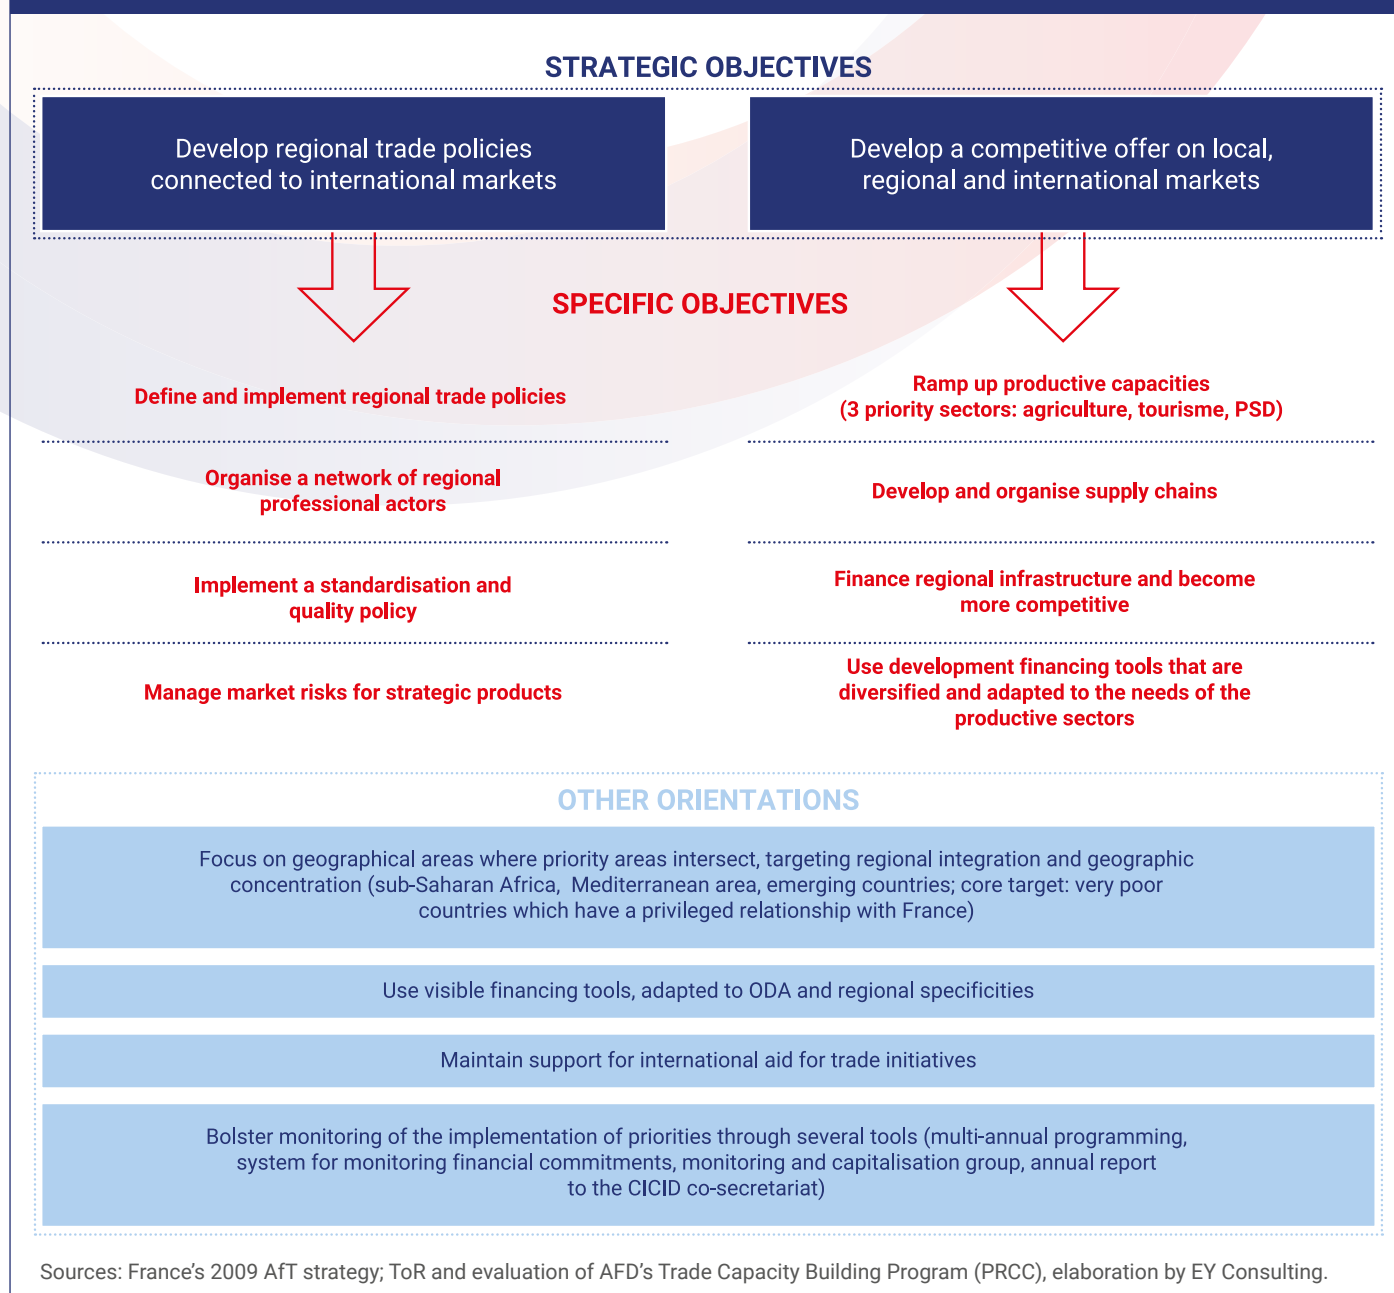 STRATEGIC OBJECTIVES
Develop regional trade policies
connected to international markets
Develop a competitive offer on local,
regional and international markets
SPECIFIC OBJECTIVES
Define and implement regional trade policies
Organise a network of regional
professional actors
Implement a standardisation and
quality policy
Manage market risks for strategic products
Ramp up productive capacities
(3 priority sectors: agriculture, tourisme, PSD)
Develop and organise supply chains
Finance regional infrastructure and become
more competitive
Use development financing tools that are
diversified and adapted to the needs of the
productive sectors
OTHER ORIENTATIONS
Focus on geographical areas where priority areas intersect, targeting regional integration and geographic
concentration (sub-Saharan Africa, Mediterranean area, emerging countries; core target: very poor
countries which have a privileged relationship with France)
Use visible financing tools, adapted to ODA and regional specificities
Maintain support for international aid for trade initiatives
Bolster monitoring of the implementation of priorities through several tools (multi-annual programming,
system for monitoring financial commitments, monitoring and capitalisation group, annual report
to the CICID co-secretariat)
Sources: France's 2009 AfT strategy; ToR and evaluation of AFD's Trade Capacity Building Program (PRCC), elaboration by EY Consulting.